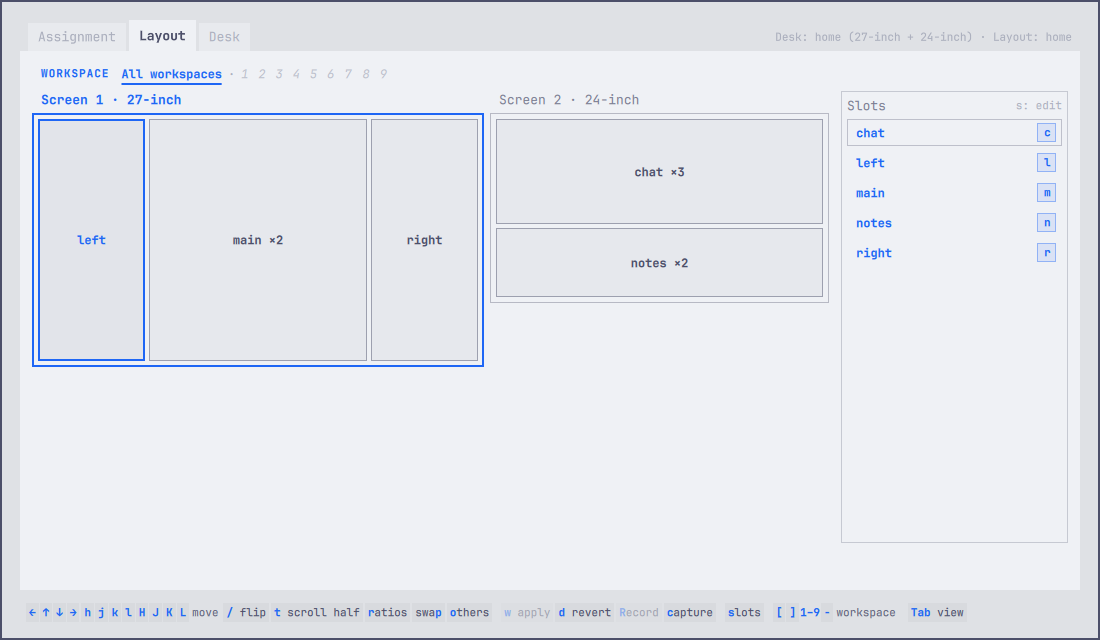 Assignment Layout Desk Desk: home (27-inch + 24-inch) · Layout: home
WORKSPACE All workspaces · 1 2 3 4 5 6 7 8 9
Screen 1 · 27-inch
left
main ×2
right
Screen 2 · 24-inch
chat ×3
notes ×2
Slots s: edit
chat c
left l
main m
notes n
right r
← ↑ ↓ → h j k l H J K L move / flip t scroll half ratios swap others w apply d revert Record capture slots [ ] 1-9 - workspace Tab view